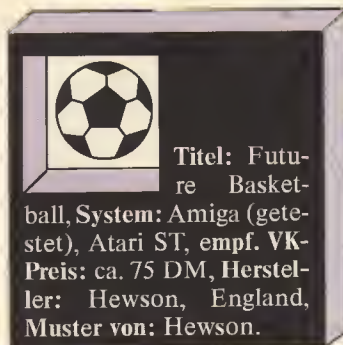 Titel: Futu-
re Basket-
ball, System: Amiga (gete-
stet), Atari ST, empf. VK-
Preis: ca. 75 DM, Herstel-
ler: Hewson, England,
Muster von: Hewson.